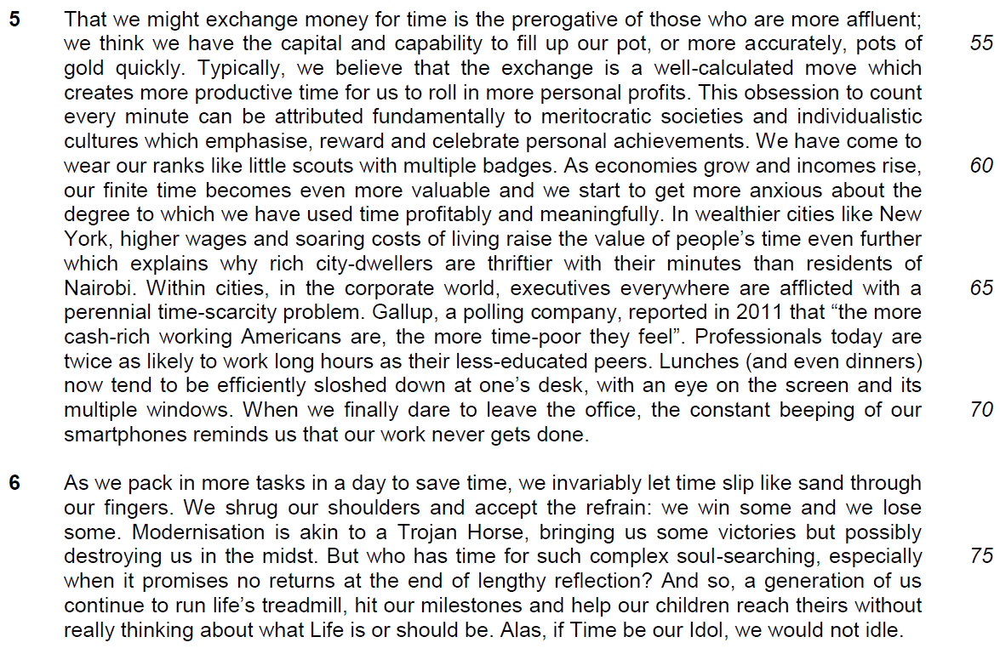 5 That we might exchange money for time is the prerogative of those who are more affluent;
we think we have the capital and capability to fill up our pot, or more accurately, pots of 55
gold quickly. Typically, we believe that the exchange is a well-calculated move which
creates more productive time for us to roll in more personal profits. This obsession to count
every minute can be attributed fundamentally to meritocratic societies and individualistic
cultures which emphasise, reward and celebrate personal achievements. We have come to
wear our ranks like little scouts with multiple badges. As economies grow and incomes rise, 60
our finite time becomes even more valuable and we start to get more anxious about the
degree to which we have used time profitably and meaningfully. In wealthier cities like New
York, higher wages and soaring costs of living raise the value of people's time even further
which explains why rich city-dwellers are thriftier with their minutes than residents of
Nairobi. Within cities, in the corporate world, executives everywhere are afflicted with a 65
perennial time-scarcity problem. Gallup, a polling company, reported in 2011 that “the more
cash-rich working Americans are, the more time-poor they feel”. Professionals today are
twice as likely to work long hours as their less-educated peers. Lunches (and even dinners)
now tend to be efficiently sloshed down at one's desk, with an eye on the screen and its
multiple windows. When we finally dare to leave the office, the constant beeping of our 70
smartphones reminds us that our work never gets done.
6 As we pack in more tasks in a day to save time, we invariably let time slip like sand through
our fingers. We shrug our shoulders and accept the refrain: we win some and we lose
some. Modernisation is akin to a Trojan Horse, bringing us some victories but possibly
destroying us in the midst. But who has time for such complex soul-searching, especially 75
when it promises no returns at the end of lengthy reflection? And so, a generation of us
continue to run life's treadmill, hit our milestones and help our children reach theirs without
really thinking about what Life is or should be. Alas, if Time be our Idol, we would not idle.